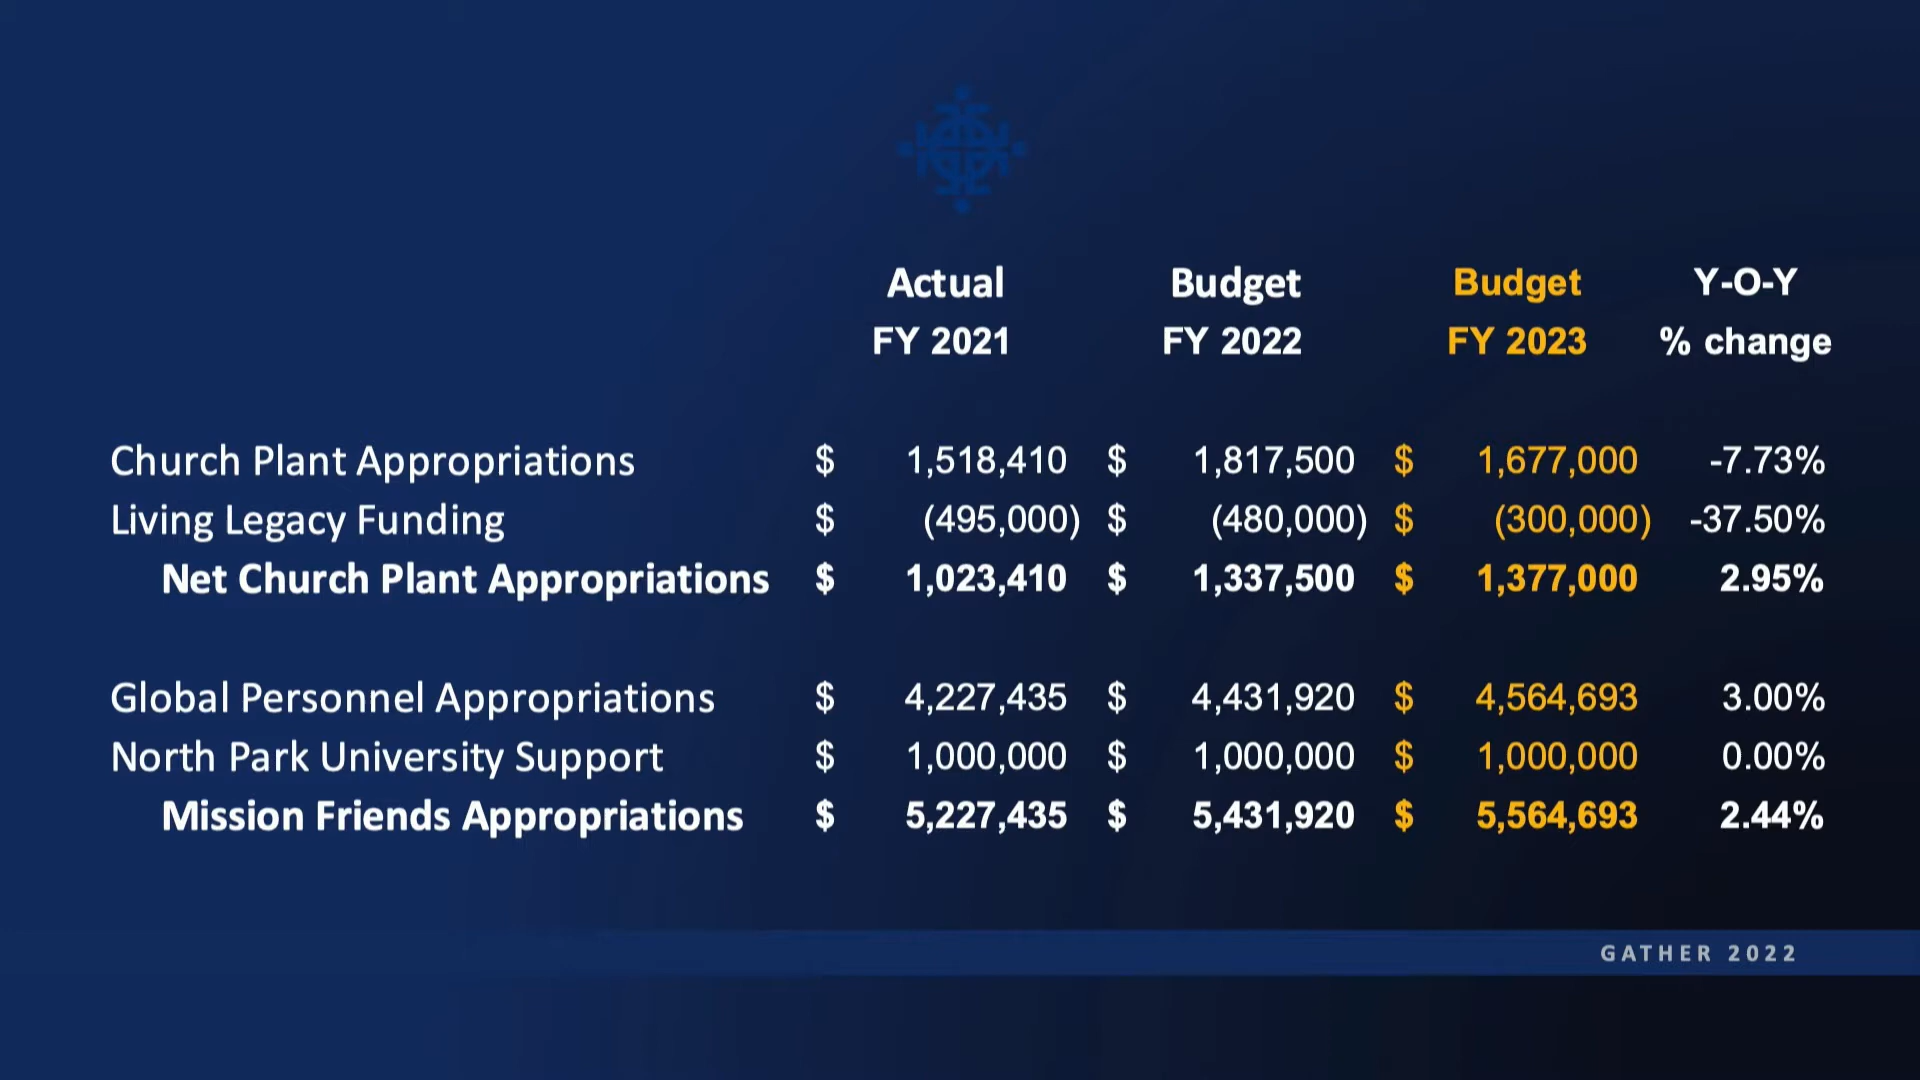 Actual Budget Budget Y-O-Y
FY 2021 FY 2022 FY 2023 % change
Church Plant Appropriations $ 1,518,410 $ 1,817,500 $ 1,677,000 -7.73%
Living Legacy Funding $ (495,000) $ (480,000) $ (300,000) -37.50%
Net Church Plant Appropriations $ 1,023,410 $ 1,337,500 $ 1,377,000 2.95%
Global Personnel Appropriations $ 4,227,435 $ 4,431,920 $ 4,564,693 3.00%
North Park University Support $ 1,000,000 $ 1,000,000 $ 1,000,000 0.00%
Mission Friends Appropriations $ 5,227,435 $ 5,431,920 $ 5,564,693 2.44%
GATHER 2022